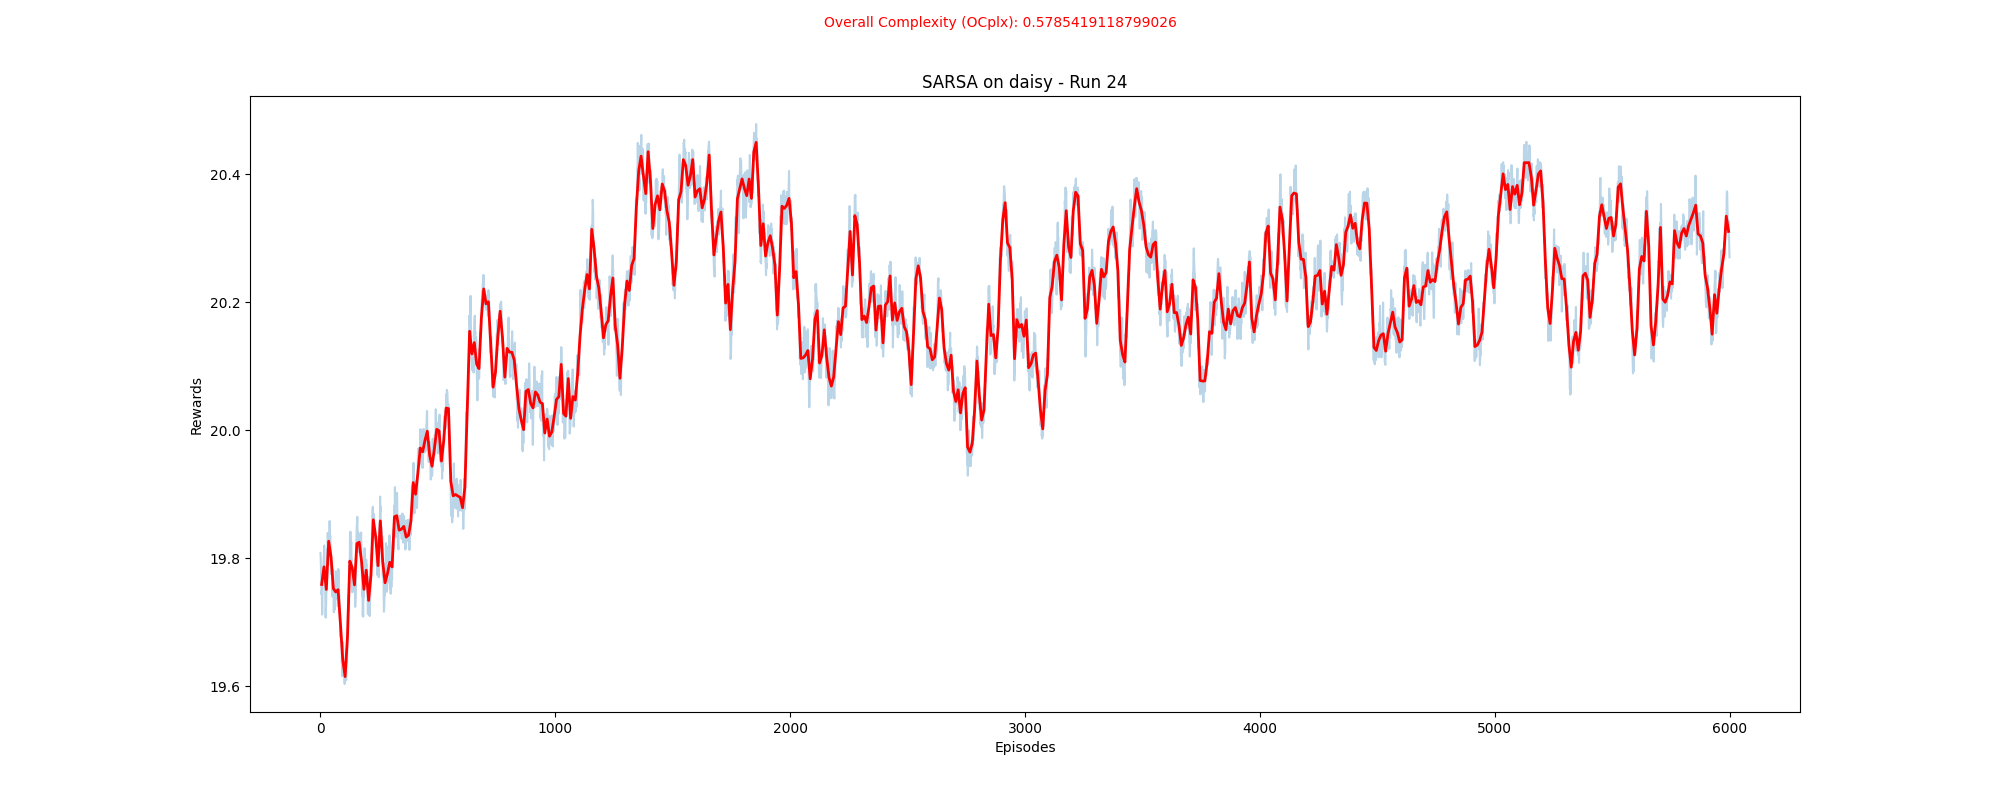 Overall Complexity (OCplx): 0.5785419118799026
SARSA on daisy - Run 24
Rewards
20.4
20.2
20.0
19.8
19.6
0 1000 2000 3000 4000 5000 6000
Episodes